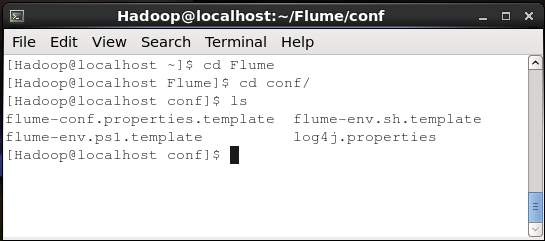 Hadoop@localhost:~/Flume/conf
File Edit View Search Terminal Help
[Hadoop@localhost ~]$ cd Flume
[Hadoop@localhost Flume]$ cd conf/
[Hadoop@localhost conf]$ ls
flume-conf.properties.template  flume-env.sh.template
flume-env.ps1.template          log4j.properties
[Hadoop@localhost conf]$